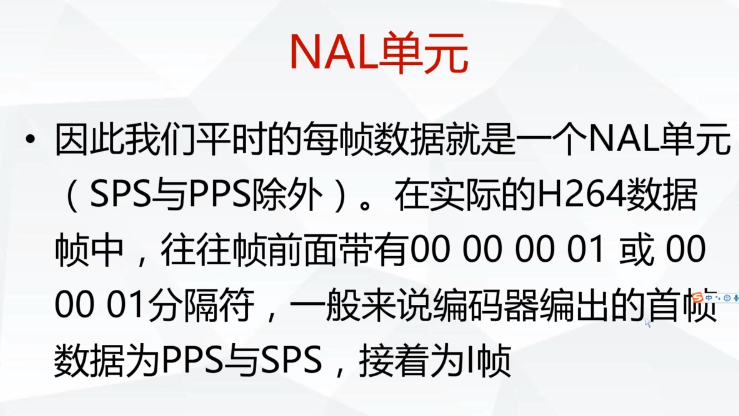 NAL单元
• 因此我们平时的每帧数据就是一个NAL单元
（SPS与PPS除外）。在实际的H264数据
帧中，往往帧前面带有00 00 00 01 或 00
00 01分隔符，一般来说编码器编出的首帧
数据为PPS与SPS，接着为I帧
中